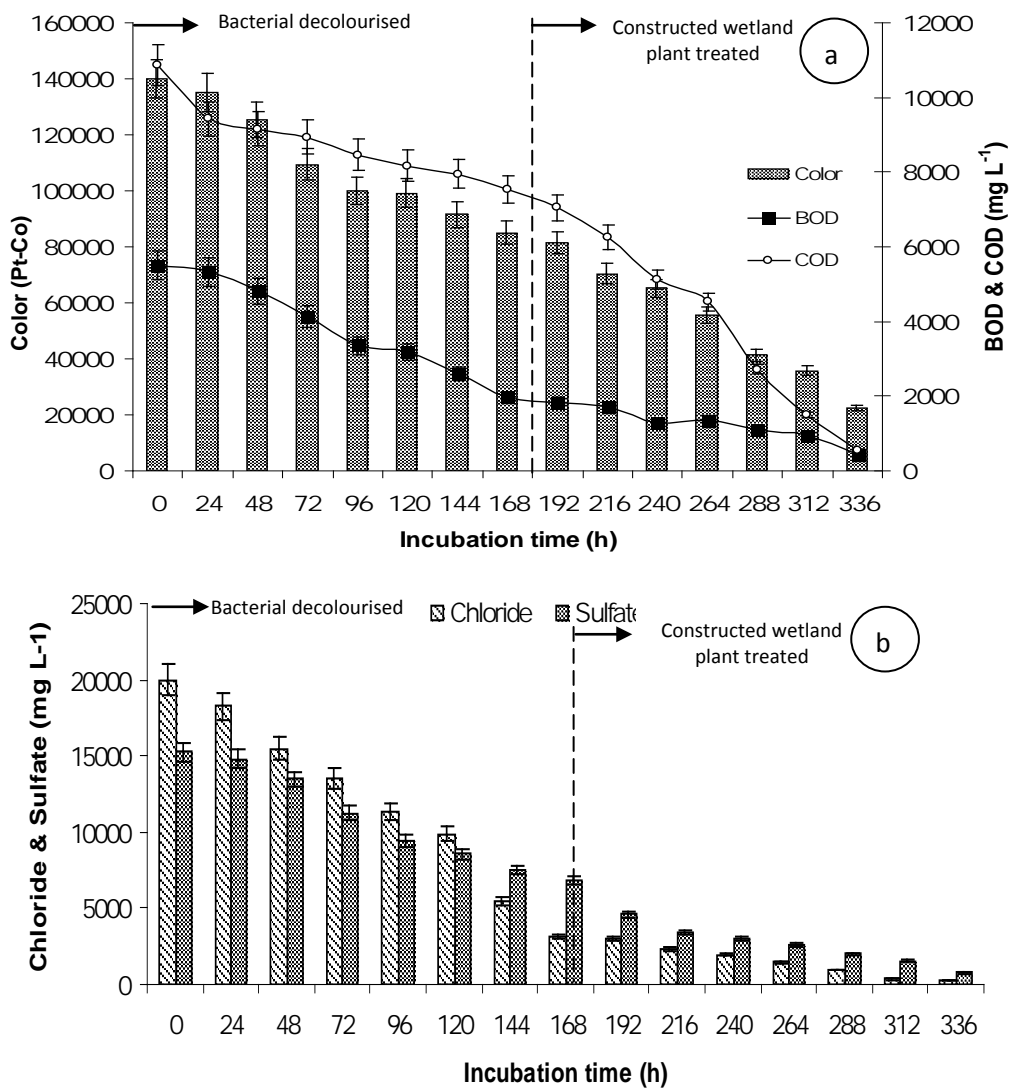 Bacterial decolourised
Constructed wetland
plant treated
a
160000
140000
120000
100000
80000
60000
40000
20000
0
Color (Pt-Co)
12000
10000
8000
6000
4000
2000
0
BOD & COD (mg L-1)
Color
BOD
COD
0 24 48 72 96 120 144 168 192 216 240 264 288 312 336
Incubation time (h)
Bacterial decolourised
Chloride Sulfate
Constructed wetland
plant treated
b
25000
20000
15000
10000
5000
0
Chloride & Sulfate (mg L-1)
0 24 48 72 96 120 144 168 192 216 240 264 288 312 336
Incubation time (h)